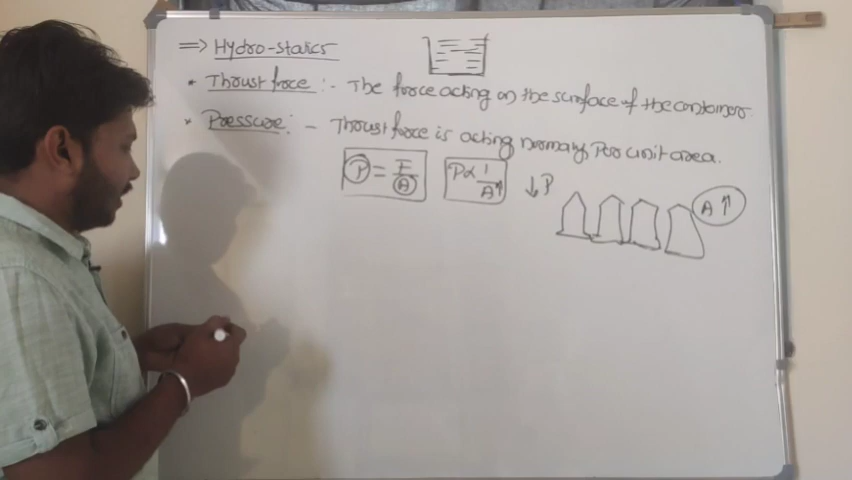 ⇒ Hydro-statics
* Thrust force :- The force acting on the surface of the container.
* Pressure :- Thrust force is acting normally Per unit area.
P = F/A P ∝ 1/A↑ ↓P A↑